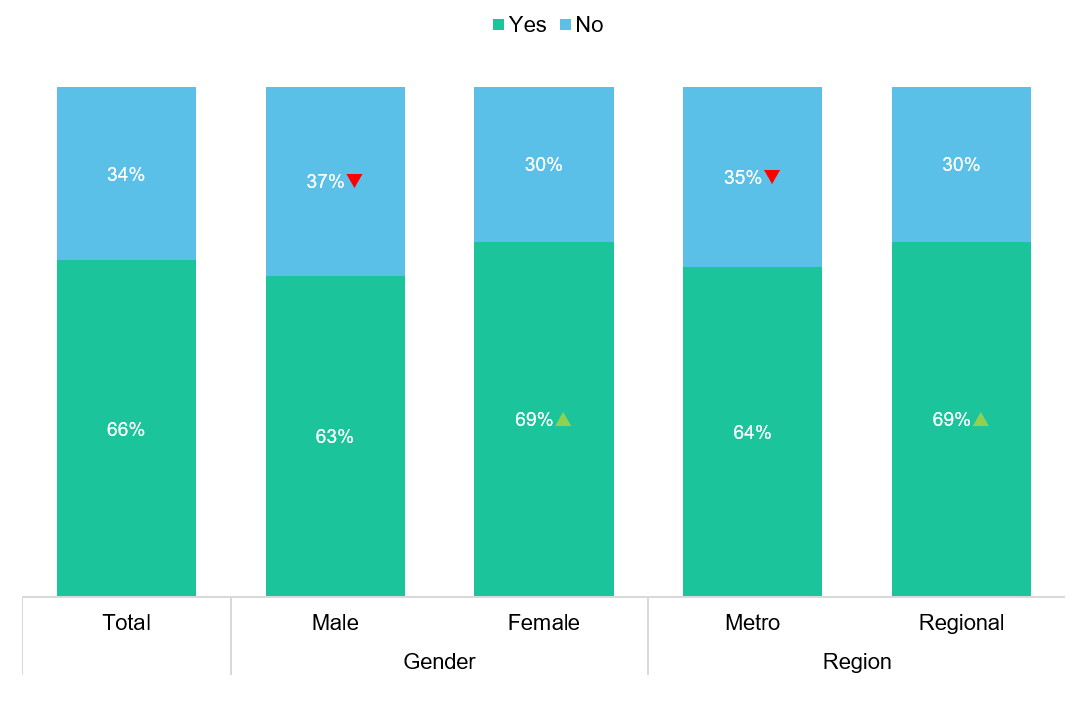 Yes No
34% 37% 30% 35% 30%
66% 63% 69% 64% 69%
Total Male Female Metro Regional
Gender Region